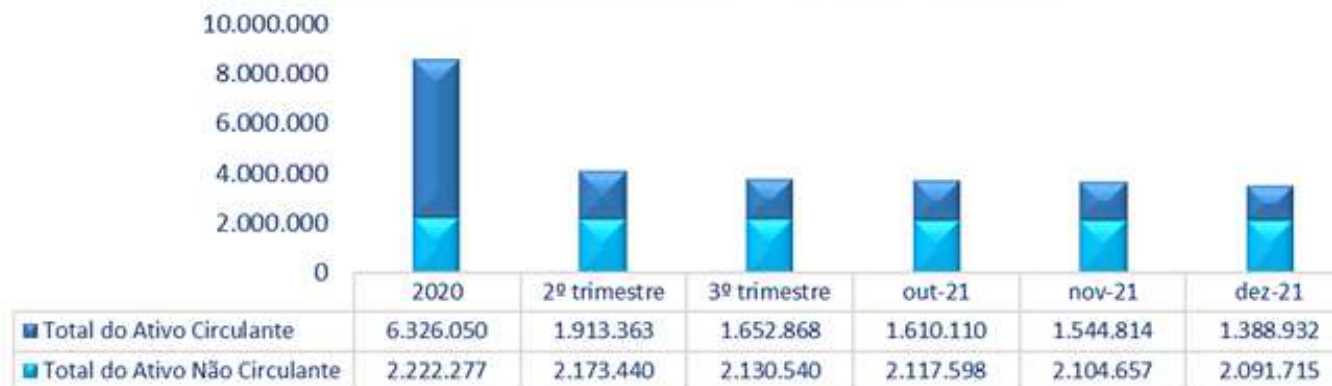 10.000.000
8.000.000
6.000.000
4.000.000
2.000.000
0
2020 2º trimestre 3º trimestre out-21 nov-21 dez-21
Total do Ativo Circulante 6.326.050 1.913.363 1.652.868 1.610.110 1.544.814 1.388.932
Total do Ativo Não Circulante 2.222.277 2.173.440 2.130.540 2.117.598 2.104.657 2.091.715